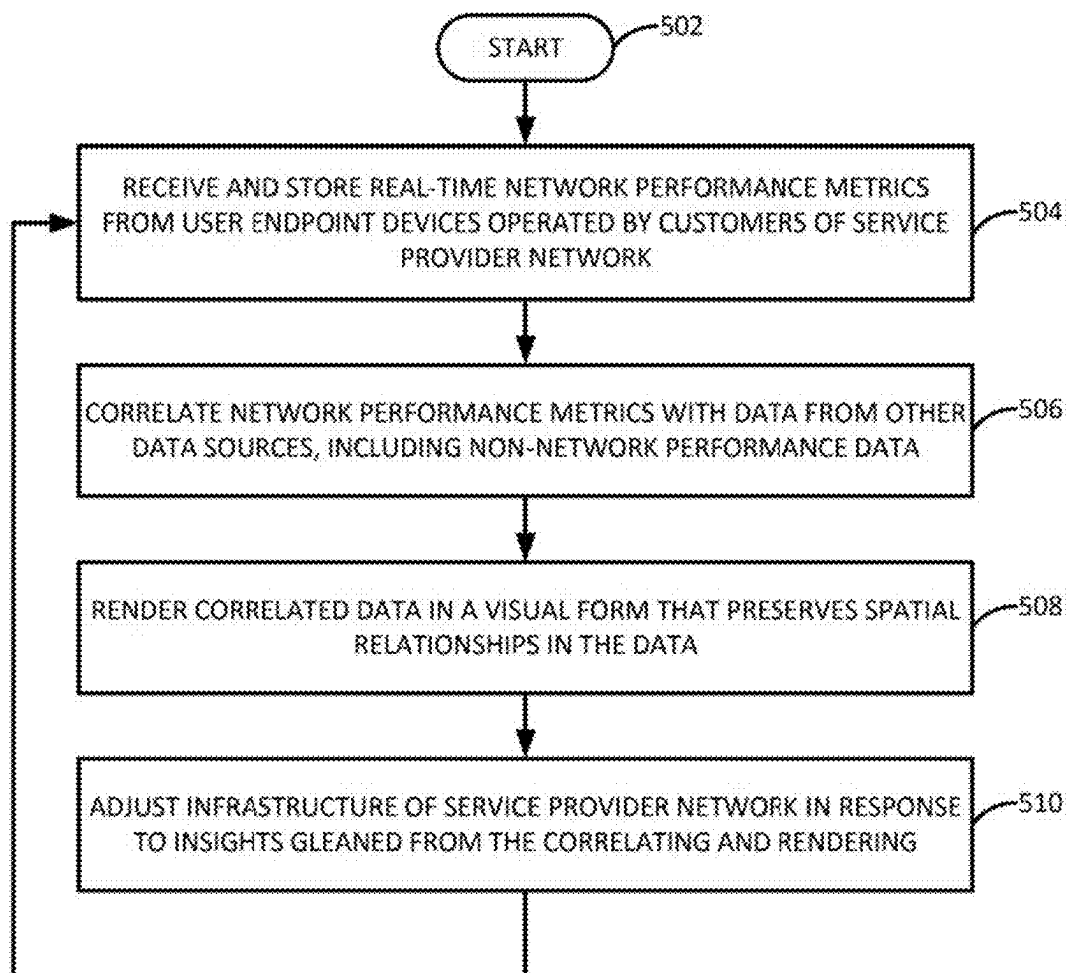 START
502
RECEIVE AND STORE REAL-TIME NETWORK PERFORMANCE METRICS
FROM USER ENDPOINT DEVICES OPERATED BY CUSTOMERS OF SERVICE
PROVIDER NETWORK
504
CORRELATE NETWORK PERFORMANCE METRICS WITH DATA FROM OTHER
DATA SOURCES, INCLUDING NON-NETWORK PERFORMANCE DATA
506
RENDER CORRELATED DATA IN A VISUAL FORM THAT PRESERVES SPATIAL
RELATIONSHIPS IN THE DATA
508
ADJUST INFRASTRUCTURE OF SERVICE PROVIDER NETWORK IN RESPONSE
TO INSIGHTS GLEANED FROM THE CORRELATING AND RENDERING
510